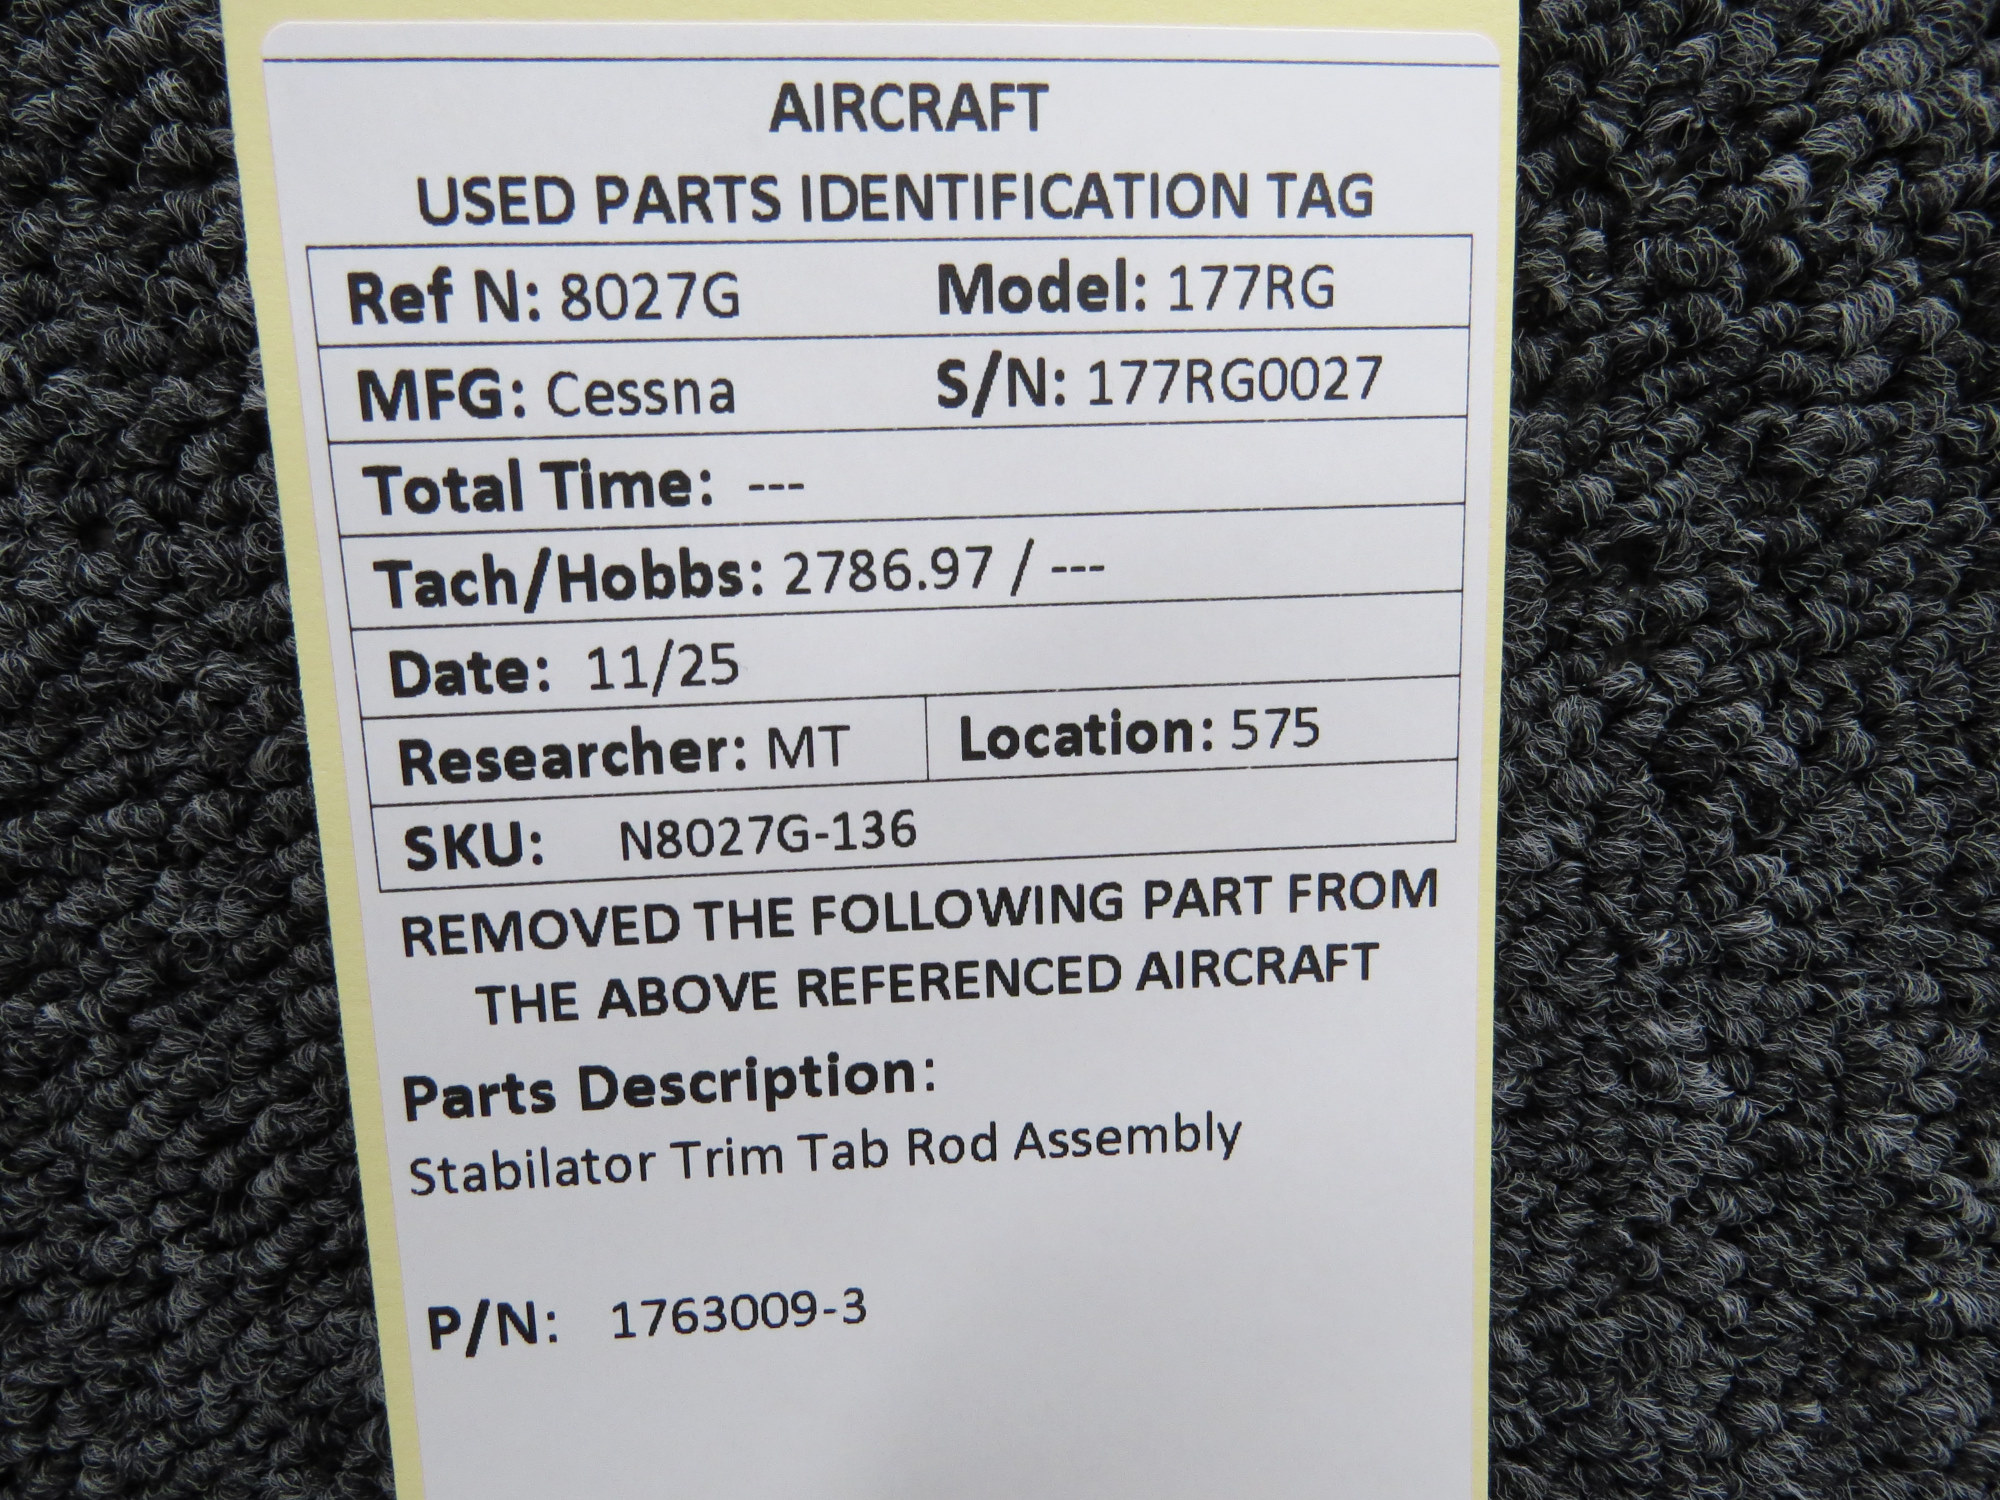 AIRCRAFT
USED PARTS IDENTIFICATION TAG
Ref N: 8027G Model: 177RG
MFG: Cessna S/N: 177RG0027
Total Time: ---
Tach/Hobbs: 2786.97 / ---
Date: 11/25
Researcher: MT Location: 575
SKU: N8027G-136
REMOVED THE FOLLOWING PART FROM
THE ABOVE REFERENCED AIRCRAFT
Parts Description:
Stabilator Trim Tab Rod Assembly
P/N: 1763009-3